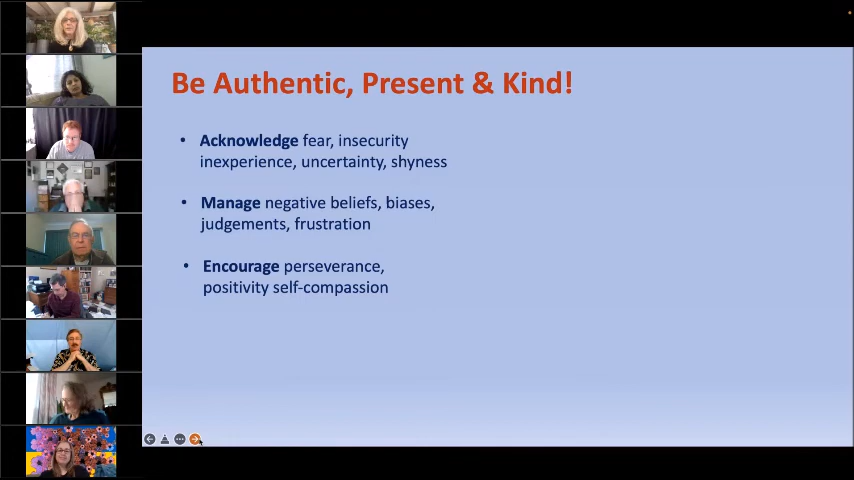 Be Authentic, Present & Kind!
• Acknowledge fear, insecurity
inexperience, uncertainty, shyness
• Manage negative beliefs, biases,
judgements, frustration
• Encourage perseverance,
positivity self-compassion